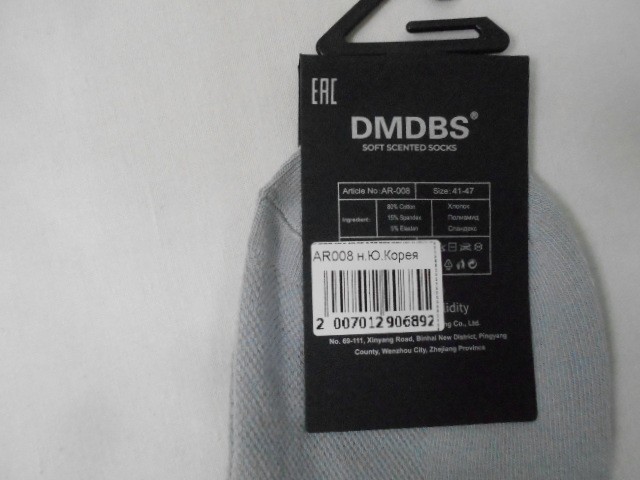 EAC
DMDBS®
SOFT SCENTED SOCKS
Article No:AR-008 Size: 41-47
Ingredient: 80% Cotton Хлопок
15% Spandex Полиамид
5% Elastan Спандекс
AR008 н.Ю.Корея
2 007012 906892
idity
ng Co., Ltd.
No. 69-111, Xinyang Road, Binhai New District, Pingyang
County, Wenzhou City, Zhejiang Province